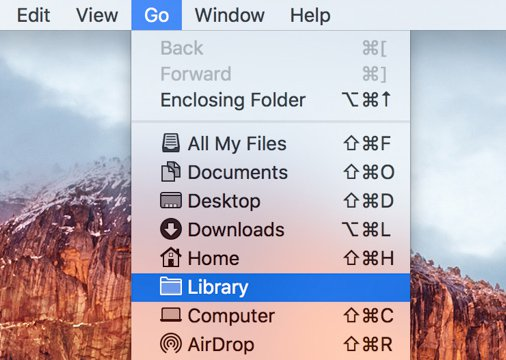 Edit View Go Window Help
Back ⌘[
Forward ⌘]
Enclosing Folder ⌥⌘↑
All My Files ⇧⌘F
Documents ⇧⌘O
Desktop ⇧⌘D
Downloads ⌥⌘L
Home ⇧⌘H
Library
Computer ⇧⌘C
AirDrop ⇧⌘R